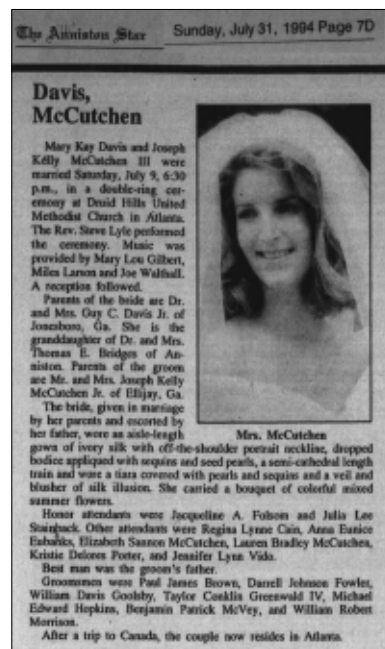 The Anniston Star
Sunday, July 31, 1994 Page 7D
Davis,
McCutchen
Mary Kay Davis and Joseph
Kelly McCutchen III were
married Saturday, July 9, 6:30
p.m., in a double-ring cer-
emony at Druid Hills United
Methodist Church in Atlanta.
The Rev. Steve Lyle performed
the ceremony. Music was
provided by Mary Lou Gilbert,
Miles Larson and Joe Walthall.
A reception followed.
Parents of the bride are Dr.
and Mrs. Guy C. Davis Jr. of
Jonesboro, Ga. She is the
granddaughter of Dr. and Mrs.
Thomas E. Bridges of An-
niston. Parents of the groom
are Mr. and Mrs. Joseph Kelly
McCutchen Jr. of Ellijay, Ga.
The bride, given in marriage
by her parents and escorted by
her father, wore an aisle-length
Mrs. McCutchen
gown of ivory silk with off-the-shoulder portrait neckline, dropped
bodice appliqued with sequins and seed pearls, a semi-cathedral length
train and wore a tiara covered with pearls and sequins and a veil and
blusher of silk illusion. She carried a bouquet of colorful mixed
summer flowers.
Honor attendants were Jacqueline A. Folsom and Julia Lee
Stainback. Other attendants were Regina Lynne Cain, Anna Eunice
Eubanks, Elizabeth Sannon McCutchen, Lauren Bradley McCutchen,
Kristie Delores Porter, and Jennifer Lynn Vido.
Best man was the groom's father.
Groomsmen were Paul James Brown, Darrell Johnson Fowler,
William Davis Goolsby, Taylor Conklin Greenwald IV, Michael
Edward Hopkins, Benjamin Patrick McVey, and William Robert
Morrison.
After a trip to Canada, the couple now resides in Atlanta.